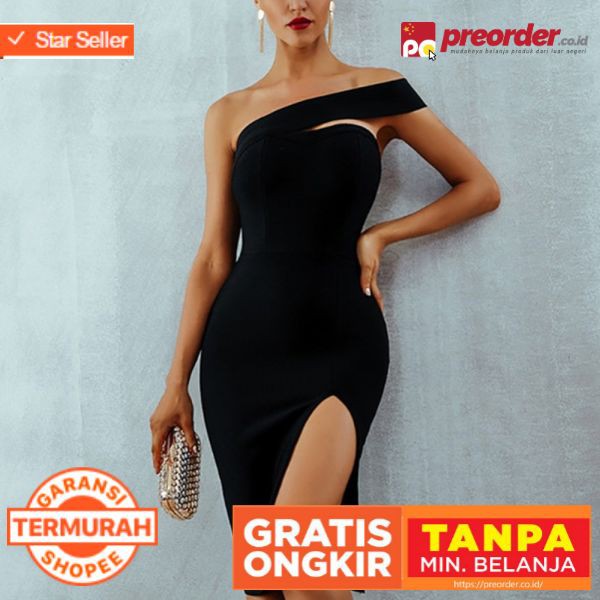 ✓ Star Seller
PO preorder.co.id
mudahnya belanja produk dari luar negeri
GARANSI
TERMURAH
SHOPEE
GRATIS
ONGKIR
TANPA
MIN. BELANJA
https://preorder.co.id/